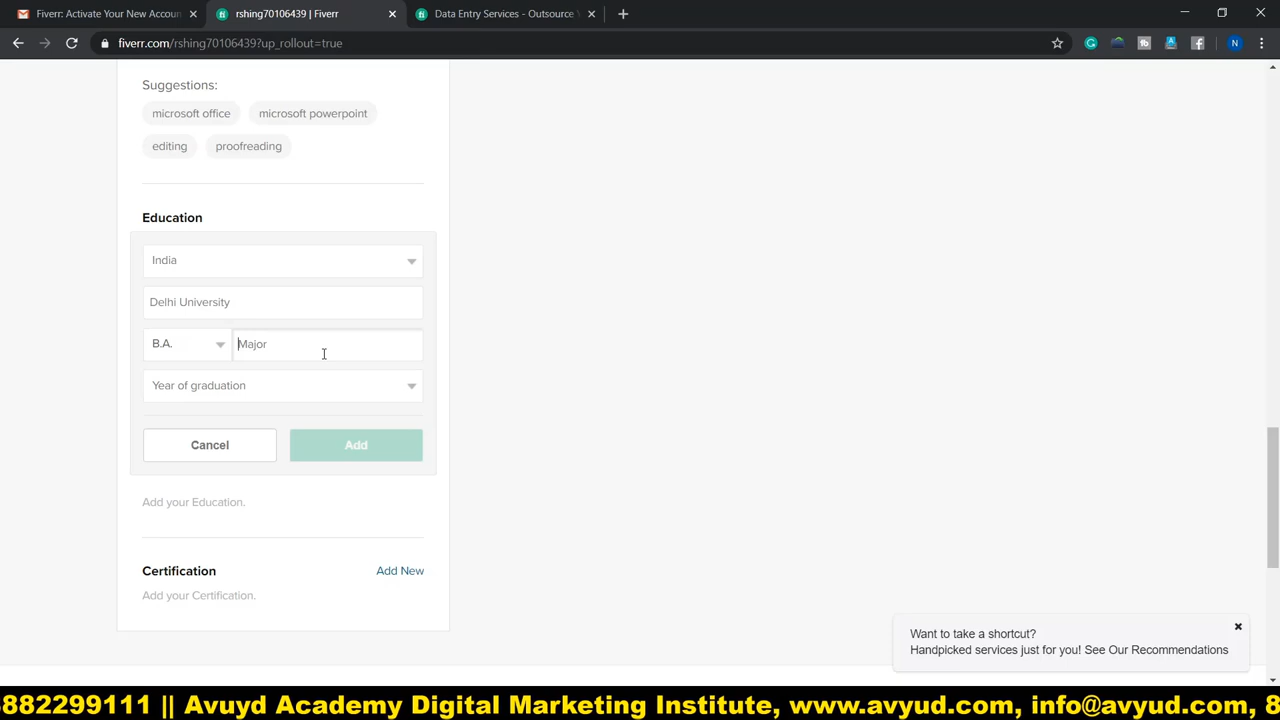 Fiverr: Activate Your New Accoun
rshing70106439 | Fiverr
Data Entry Services - Outsource
fiverr.com/rshing70106439?up_rollout=true
Suggestions:
microsoft office
microsoft powerpoint
editing
proofreading
Education
India
Delhi University
B.A.
Major
Year of graduation
Cancel
Add
Add your Education.
Certification
Add New
Add your Certification.
Want to take a shortcut?
Handpicked services just for you! See Our Recommendations
8882299111 || Avuyd Academy Digital Marketing Institute, www.avyud.com, info@avyud.com, 8